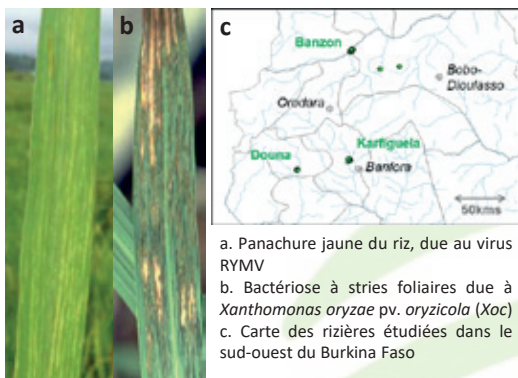 a
b
c
Banzon
Bobo-
Dioulasso
Orodara
Karfiguela
Douna
Banfora
50kms
a. Panachure jaune du riz, due au virus
RYMV
b. Bactériose à stries foliaires due à
Xanthomonas oryzae pv. oryzicola (Xoc)
c. Carte des rizières étudiées dans le
sud-ouest du Burkina Faso